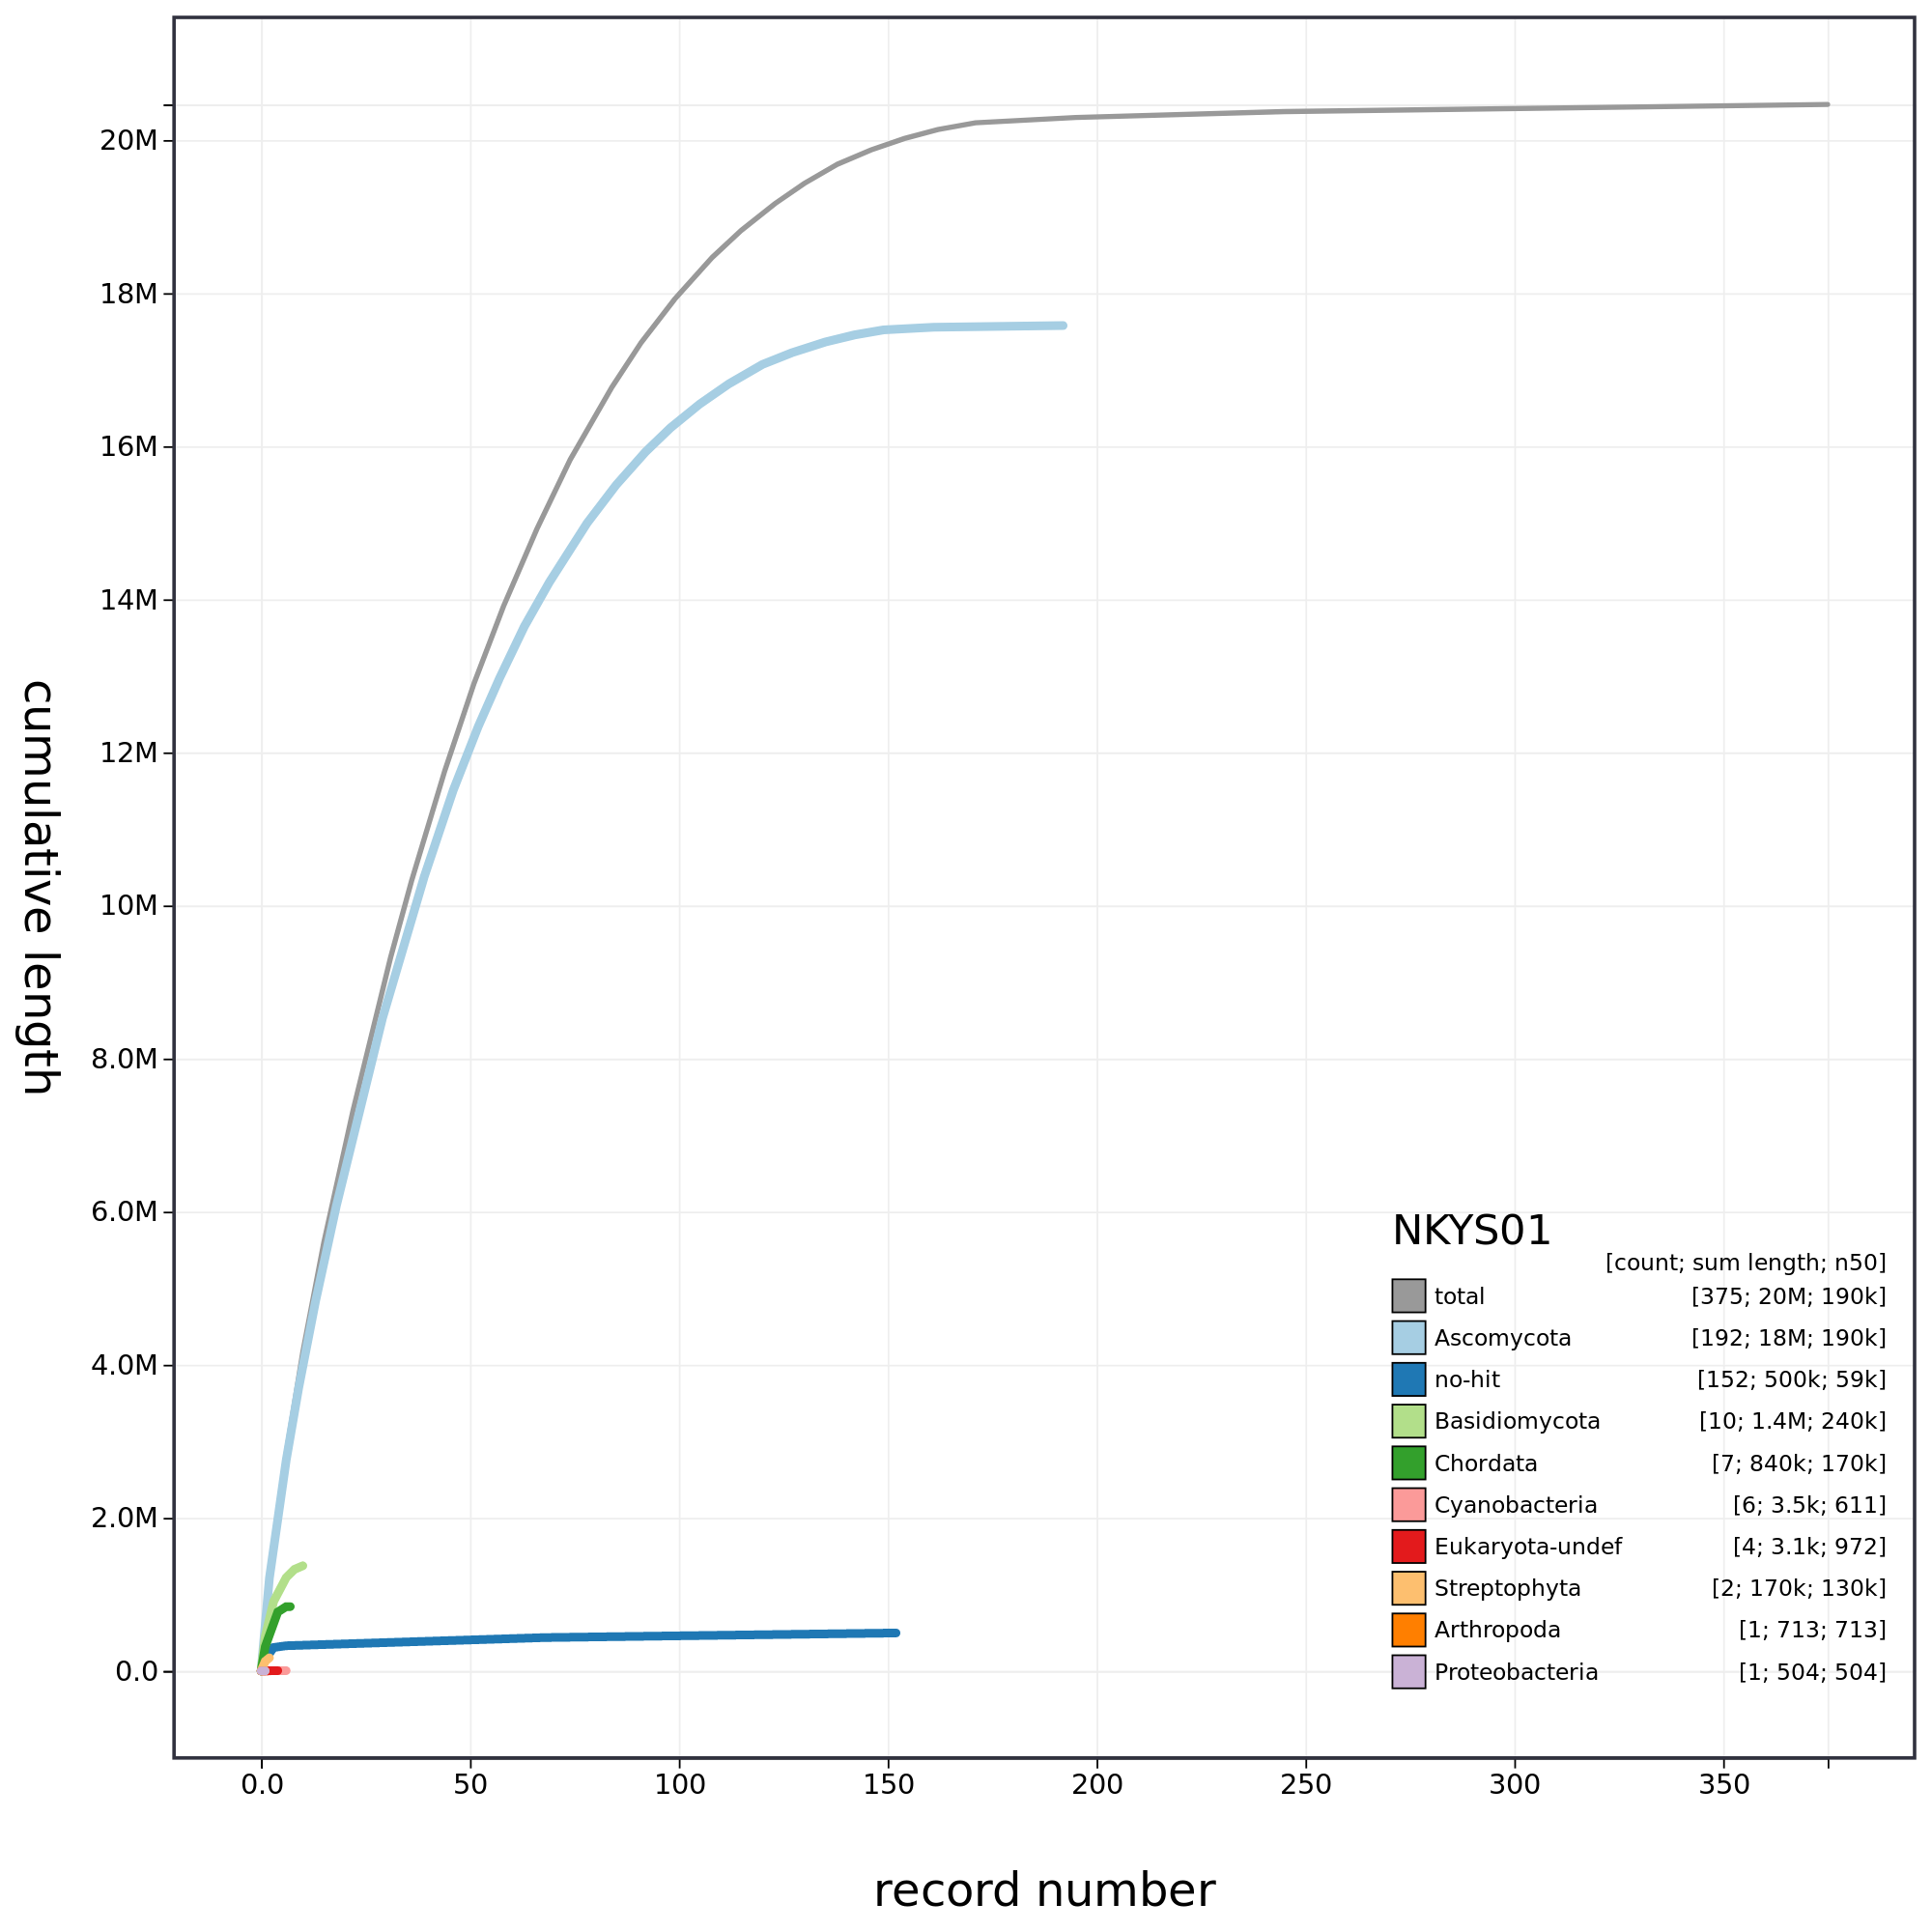 20M
18M
16M
14M
12M
10M
8.0M
6.0M
4.0M
2.0M
0.0
cumulative length
NKYS01
[count; sum length; n50]
total [375; 20M; 190k]
Ascomycota [192; 18M; 190k]
no-hit [152; 500k; 59k]
Basidiomycota [10; 1.4M; 240k]
Chordata [7; 840k; 170k]
Cyanobacteria [6; 3.5k; 611]
Eukaryota-undef [4; 3.1k; 972]
Streptophyta [2; 170k; 130k]
Arthropoda [1; 713; 713]
Proteobacteria [1; 504; 504]
0.0 50 100 150 200 250 300 350
record number